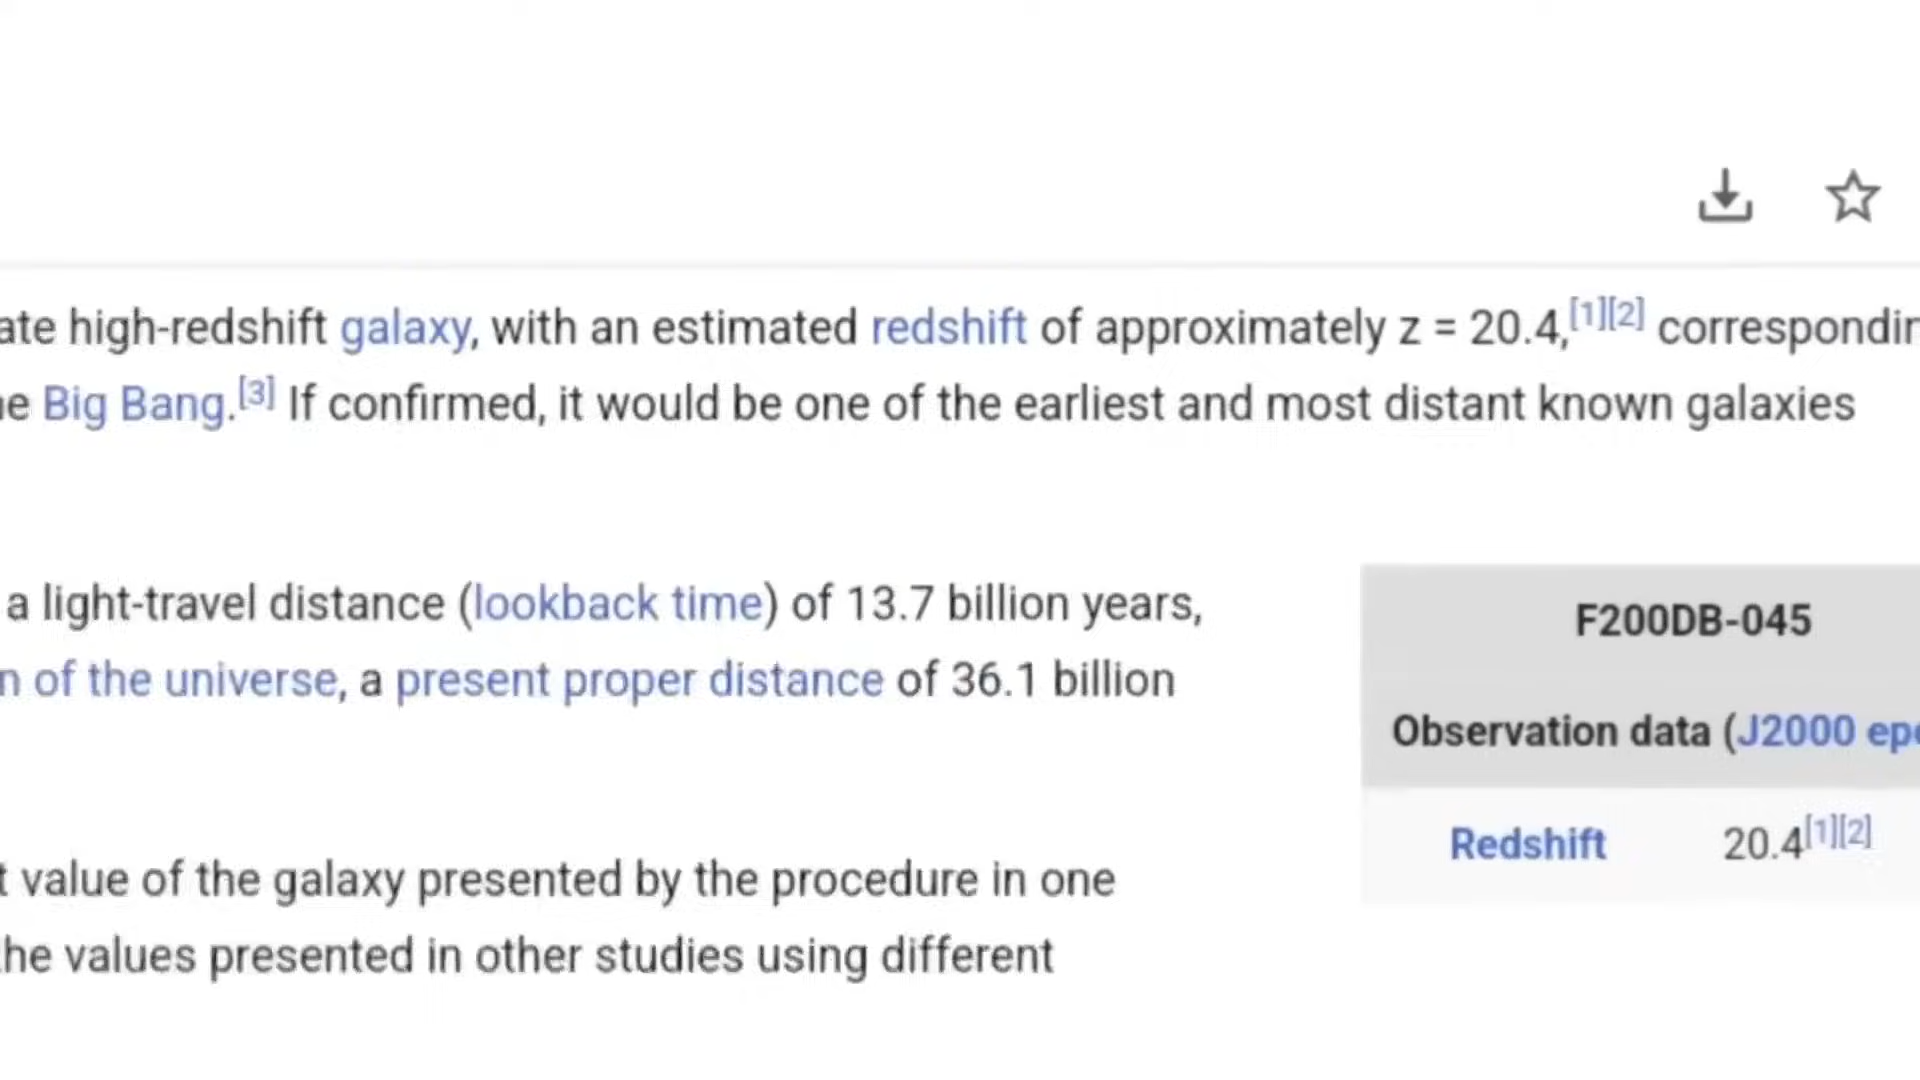 high-redshift galaxy, with an estimated redshift of approximately z = 20.4,[1][2]
Big Bang.[3] If confirmed, it would be one of the earliest and most distant known galaxies
a light-travel distance (lookback time) of 13.7 billion years,
of the universe, a present proper distance of 36.1 billion
value of the galaxy presented by the procedure in one
values presented in other studies using different
F200DB-045
Observation data (J2000
Redshift 20.4[1][2]